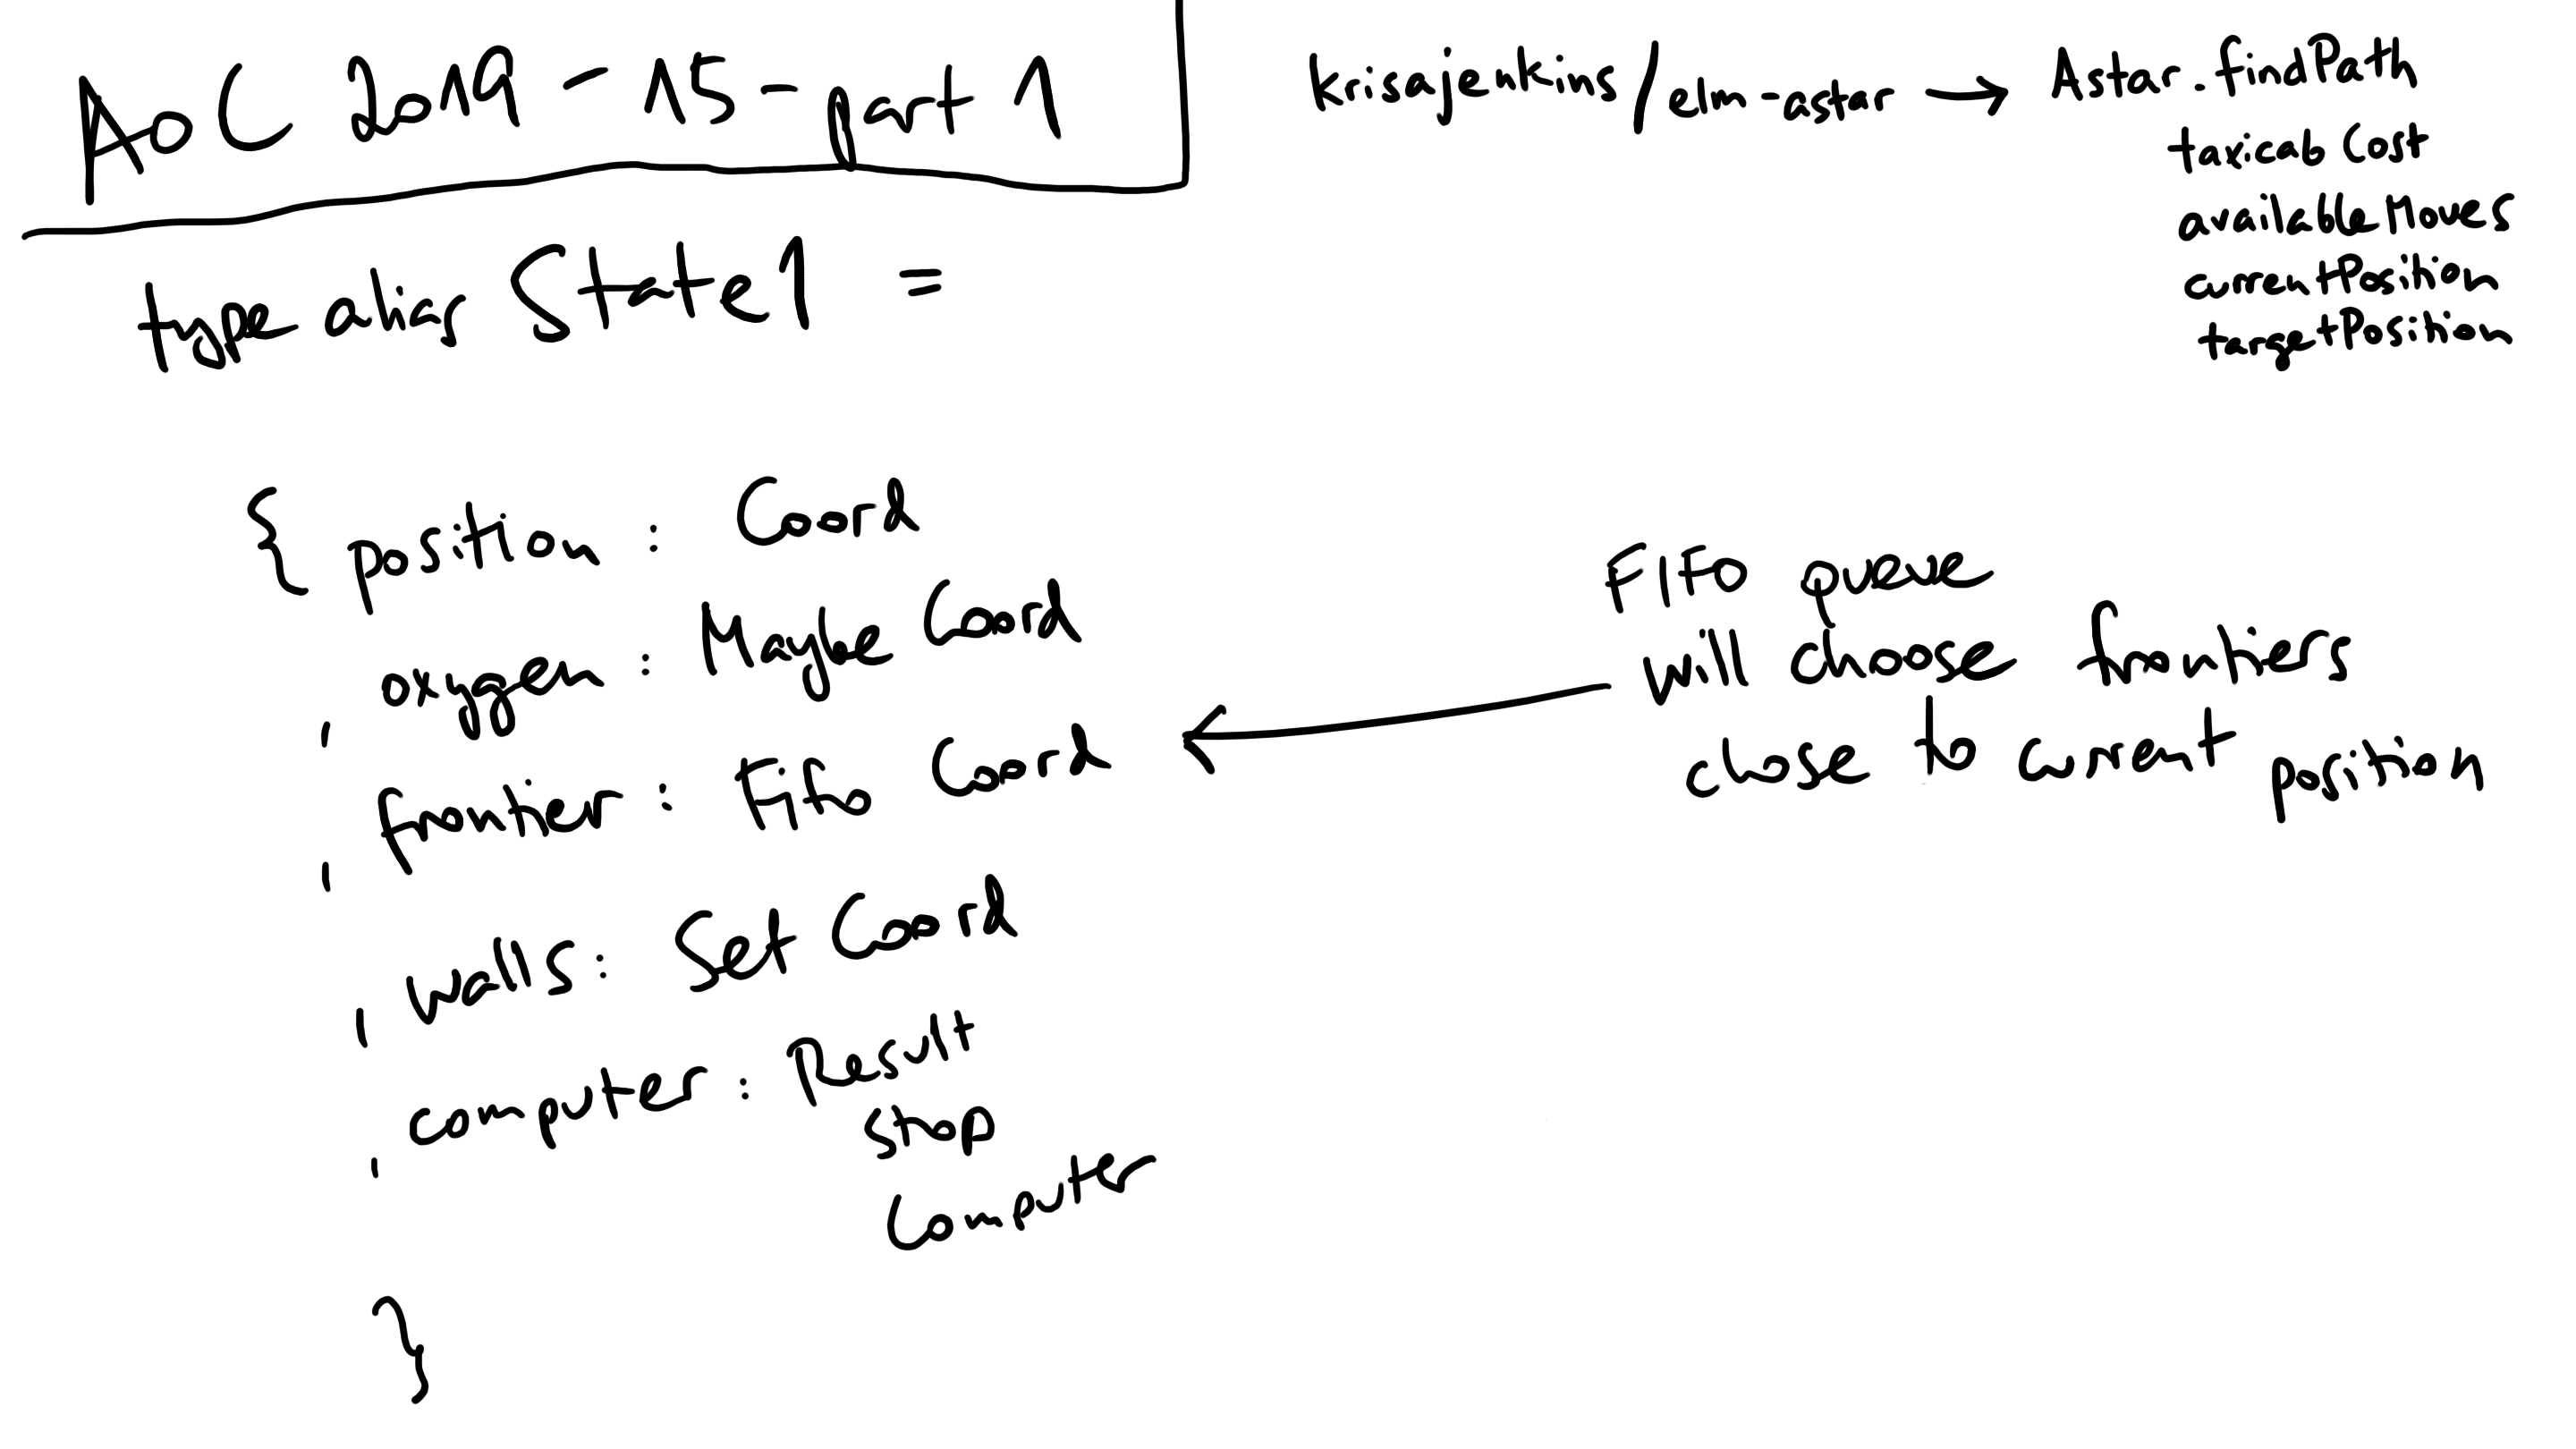 AoC 2019 - 15 - part 1
krisajenkins/elm-astar → Astar.findPath
taxicabCost
availableMoves
currentPosition
targetPosition
type alias State1 =
{ position : Coord
, oxygen : Maybe Coord
, frontier : Fifo Coord
, walls : Set Coord
, computer : Result
Stop
Computer
}
FIFO queue
will choose frontiers
close to current position